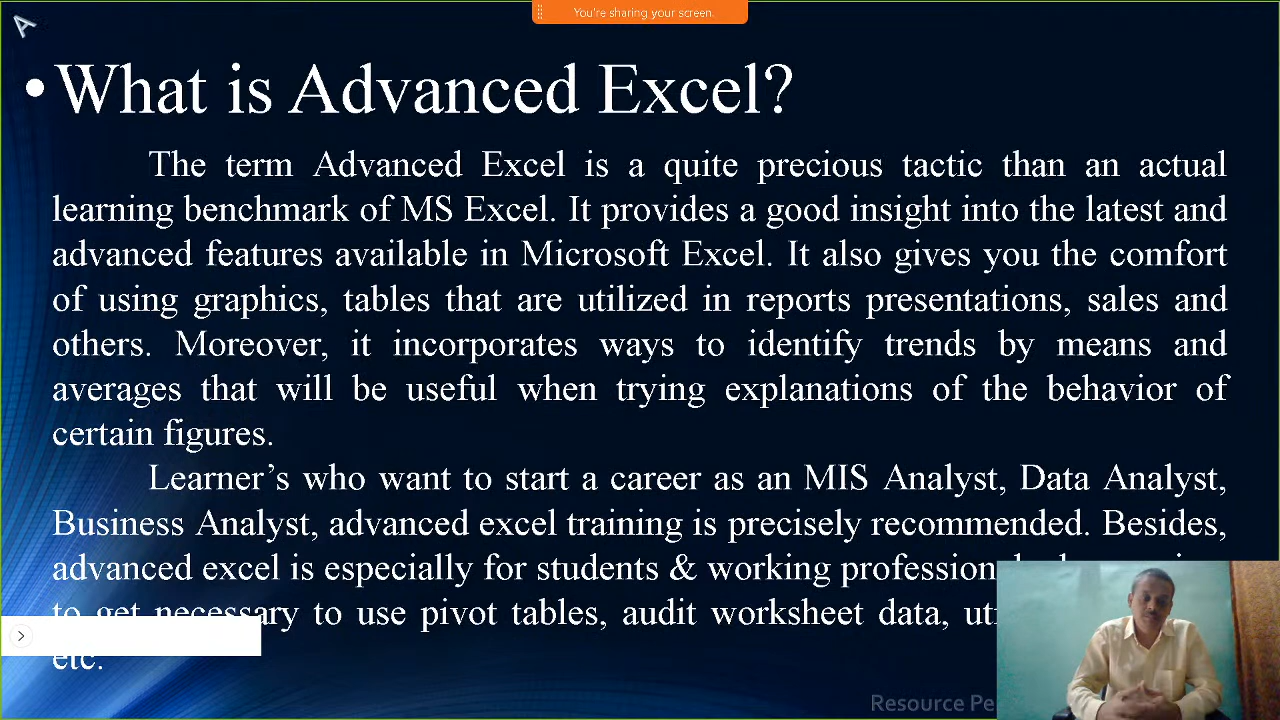 You're sharing your screen.
A
• What is Advanced Excel?
The term Advanced Excel is a quite precious tactic than an actual
learning benchmark of MS Excel. It provides a good insight into the latest and
advanced features available in Microsoft Excel. It also gives you the comfort
of using graphics, tables that are utilized in reports presentations, sales and
others. Moreover, it incorporates ways to identify trends by means and
averages that will be useful when trying explanations of the behavior of
certain figures.
Learner’s who want to start a career as an MIS Analyst, Data Analyst,
Business Analyst, advanced excel training is precisely recommended. Besides,
advanced excel is especially for students & working
to get necessary to use pivot tables, audit worksheet data,
etc.
Resource